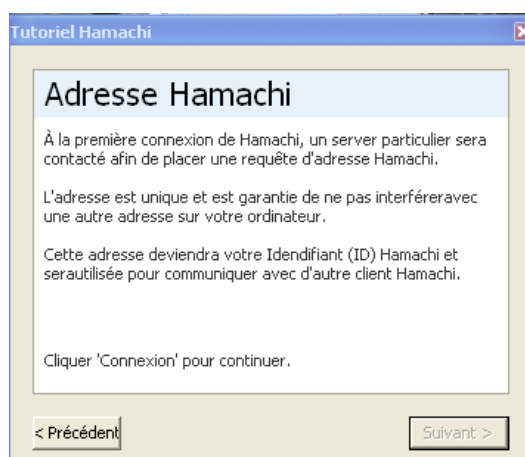 Tutoriel Hamachi
Adresse Hamachi
À la première connexion de Hamachi, un server particulier sera
contacté afin de placer une requête d'adresse Hamachi.
L'adresse est unique et est garantie de ne pas interféreravec
une autre adresse sur votre ordinateur.
Cette adresse deviendra votre Idendifiant (ID) Hamachi et
serautilisée pour communiquer avec d'autre client Hamachi.
Cliquer 'Connexion' pour continuer.
< Précédent
Suivant >